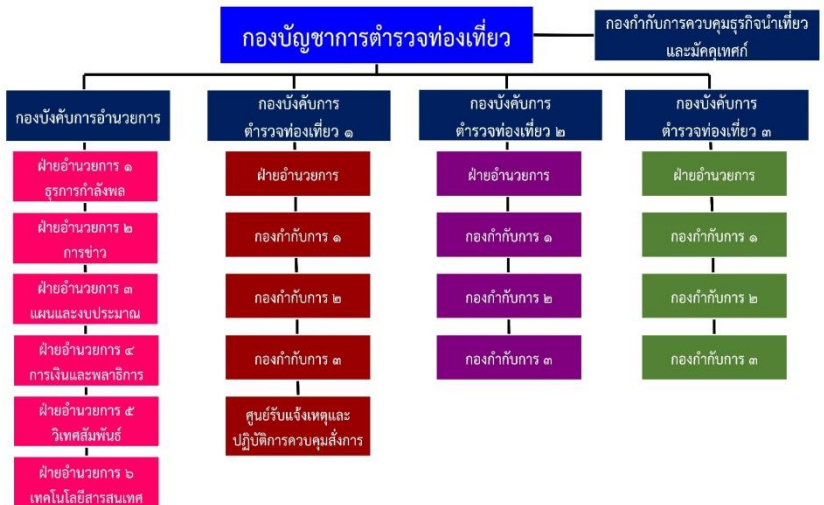 กองบัญชาการตำรวจท่องเที่ยว
กองกำกับการควบคุมธุรกิจนำเที่ยว
และมัคคุเทศก์
กองบังคับการอำนวยการ
ฝ่ายอำนวยการ ๑
ธุรการกำลังพล
ฝ่ายอำนวยการ ๒
การข่าว
ฝ่ายอำนวยการ ๓
แผนและงบประมาณ
ฝ่ายอำนวยการ ๔
การเงินและพลาธิการ
ฝ่ายอำนวยการ ๕
วิเทศสัมพันธ์
ฝ่ายอำนวยการ ๖
เทคโนโลยีสารสนเทศ
กองบังคับการ
ตำรวจท่องเที่ยว ๑
ฝ่ายอำนวยการ
กองกำกับการ ๑
กองกำกับการ ๒
กองกำกับการ ๓
ศูนย์รับแจ้งเหตุและ
ปฏิบัติการควบคุมสั่งการ
กองบังคับการ
ตำรวจท่องเที่ยว ๒
ฝ่ายอำนวยการ
กองกำกับการ ๑
กองกำกับการ ๒
กองกำกับการ ๓
กองบังคับการ
ตำรวจท่องเที่ยว ๓
ฝ่ายอำนวยการ
กองกำกับการ ๑
กองกำกับการ ๒
กองกำกับการ ๓